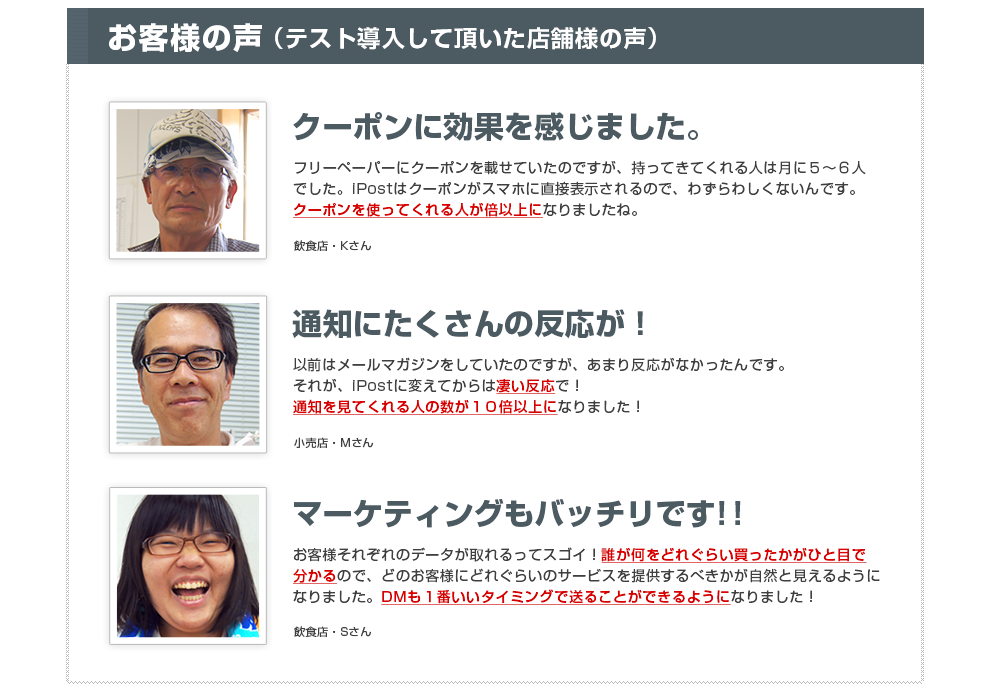 お客様の声（テスト導入して頂いた店舗様の声）
クーポンに効果を感じました。
フリーペーパーにクーポンを載せていたのですが、持ってきてくれる人は月に５～６人
でした。IPostはクーポンがスマホに直接表示されるので、わずらわしくないんです。
クーポンを使ってくれる人が倍以上になりましたね。
飲食店・Kさん
通知にたくさんの反応が！
以前はメールマガジンをしていたのですが、あまり反応がなかったんです。
それが、IPostに変えてからは凄い反応で！
通知を見てくれる人の数が１０倍以上になりました！
小売店・Mさん
マーケティングもバッチリです!!
お客様それぞれのデータが取れるってスゴイ！誰が何をどれぐらい買ったかがひと目で
分かるので、どのお客様にどれぐらいのサービスを提供するべきかが自然と見えるように
なりました。DMも１番いいタイミングで送ることができるようになりました！
飲食店・Sさん